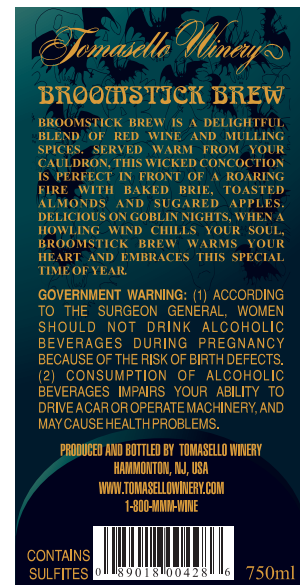 Tomasello Winery
BROOMSTICK BREW
BROOMSTICK BREW IS A DELIGHTFUL
BLEND OF RED WINE AND MULLING
SPICES. SERVED WARM FROM YOUR
CAULDRON, THIS WICKED CONCOCTION
IS PERFECT IN FRONT OF A ROARING
FIRE WITH BAKED BRIE, TOASTED
ALMONDS AND SUGARED APPLES.
DELICIOUS ON GOBLIN NIGHTS, WHEN A
HOWLING WIND CHILLS YOUR SOUL,
BROOMSTICK BREW WARMS YOUR
HEART AND EMBRACES THIS SPECIAL
TIME OF YEAR.
GOVERNMENT WARNING: (1) ACCORDING
TO THE SURGEON GENERAL, WOMEN
SHOULD NOT DRINK ALCOHOLIC
BEVERAGES DURING PREGNANCY
BECAUSE OF THE RISK OF BIRTH DEFECTS.
(2) CONSUMPTION OF ALCOHOLIC
BEVERAGES IMPAIRS YOUR ABILITY TO
DRIVE A CAR OR OPERATE MACHINERY, AND
MAY CAUSE HEALTH PROBLEMS.
PRODUCED AND BOTTLED BY TOMASELLO WINERY
HAMMONTON, NJ, USA
WWW.TOMASELLOWINERY.COM
1-800-MMM-WINE
CONTAINS
SULFITES
0 89018 00428 6
750ml